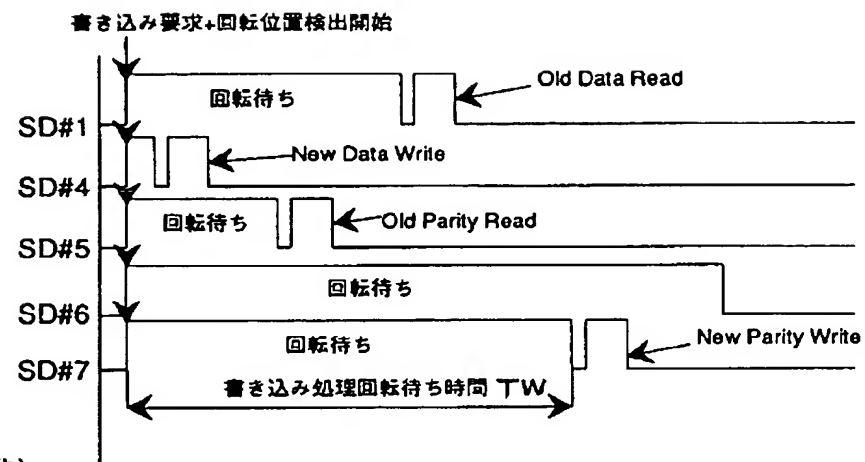 書き込み要求+回転位置検出開始
回転待ち
Old Data Read
SD#1
New Data Write
SD#4
回転待ち
Old Parity Read
SD#5
回転待ち
SD#6
回転待ち
New Parity Write
SD#7
書き込み処理回転待ち時間 TW